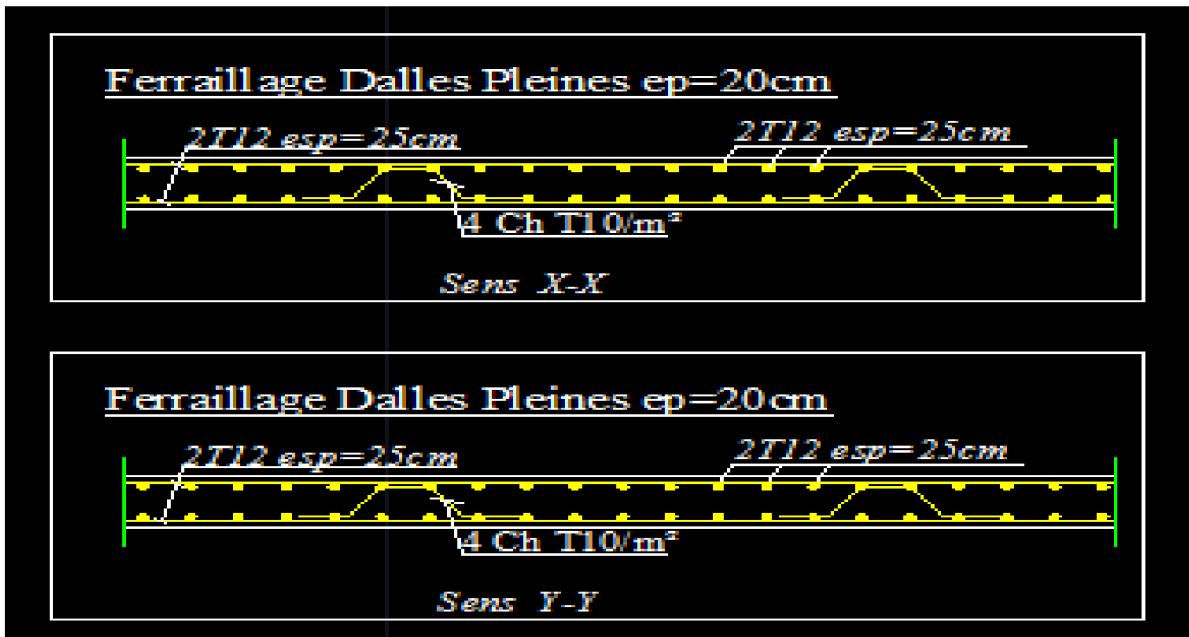 Ferraillage Dalles Pleines ep=20cm
2T12 esp=25cm 2T12 esp=25cm
4 Ch T10/m²
Sens X-X
Ferraillage Dalles Pleines ep=20cm
2T12 esp=25cm 2T12 esp=25cm
4 Ch T10/m²
Sens Y-Y